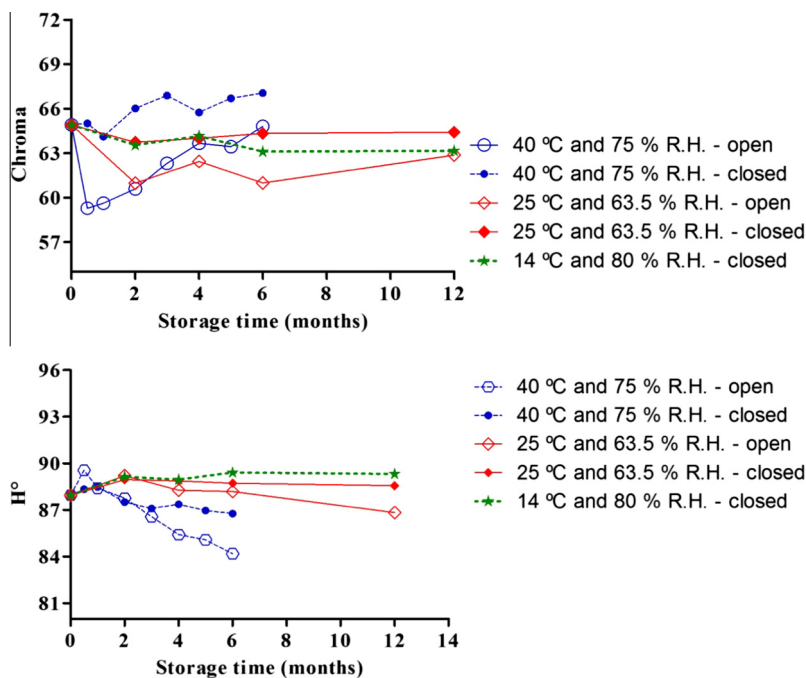 72
69
66
63
60
57
Chroma
0 2 4 6 8 10 12
Storage time (months)
40 ºC and 75 % R.H. - open
40 ºC and 75 % R.H. - closed
25 ºC and 63.5 % R.H. - open
25 ºC and 63.5 % R.H. - closed
14 ºC and 80 % R.H. - closed
96
93
90
87
84
81
H°
0 2 4 6 8 10 12 14
Storage time (months)
40 ºC and 75 % R.H. - open
40 ºC and 75 % R.H. - closed
25 ºC and 63.5 % R.H. - open
25 ºC and 63.5 % R.H. - closed
14 ºC and 80 % R.H. - closed